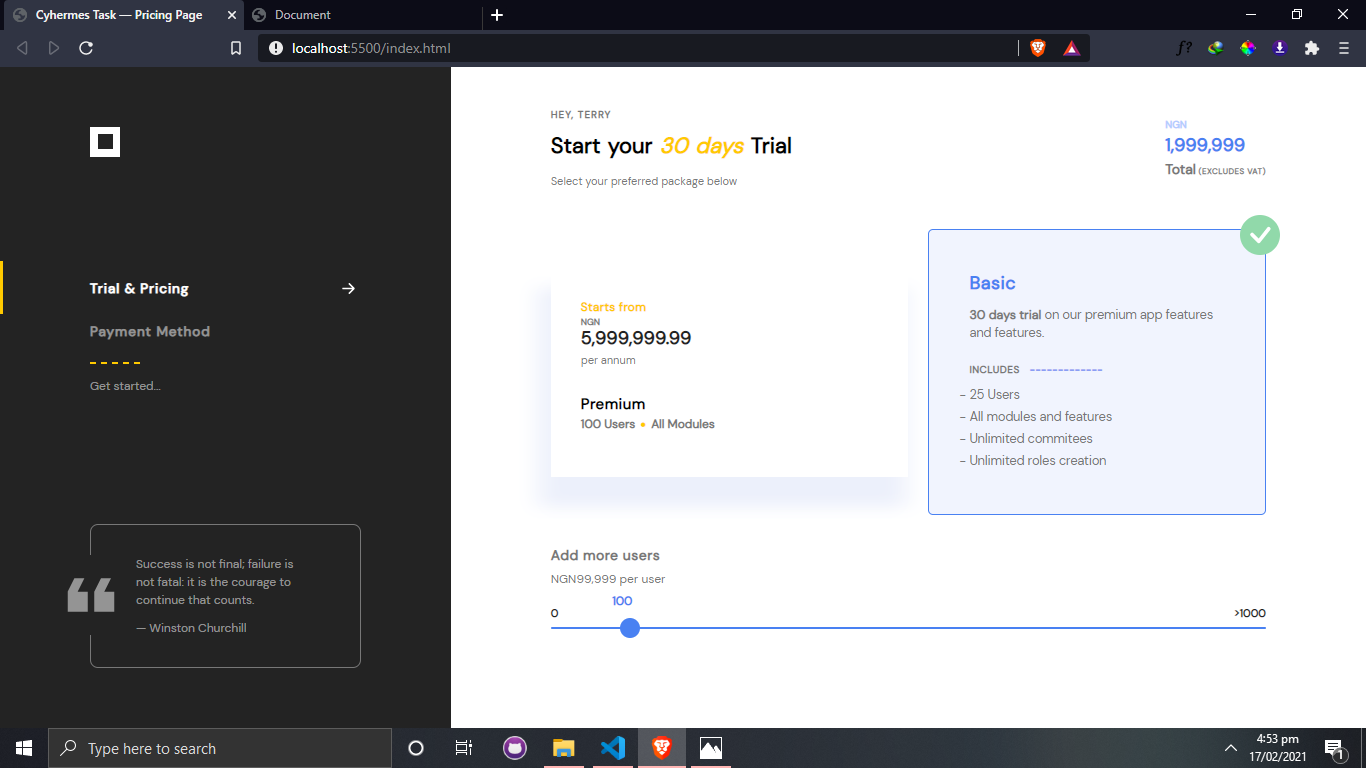 Cyhermes Task — Pricing Page
Document
localhost:5500/index.html
f?
Trial & Pricing
Payment Method
Get started...
Success is not final; failure is
not fatal: it is the courage to
continue that counts.
— Winston Churchill
HEY, TERRY
Start your 30 days Trial
Select your preferred package below
NGN
1,999,999
Total (EXCLUDES VAT)
Starts from
NGN
5,999,999.99
per annum
Premium
100 Users • All Modules
Basic
30 days trial on our premium app features
and features.
INCLUDES -------------
- 25 Users
- All modules and features
- Unlimited commitees
- Unlimited roles creation
Add more users
NGN99,999 per user
100
0
>1000
Type here to search
4:53 pm
17/02/2021
1